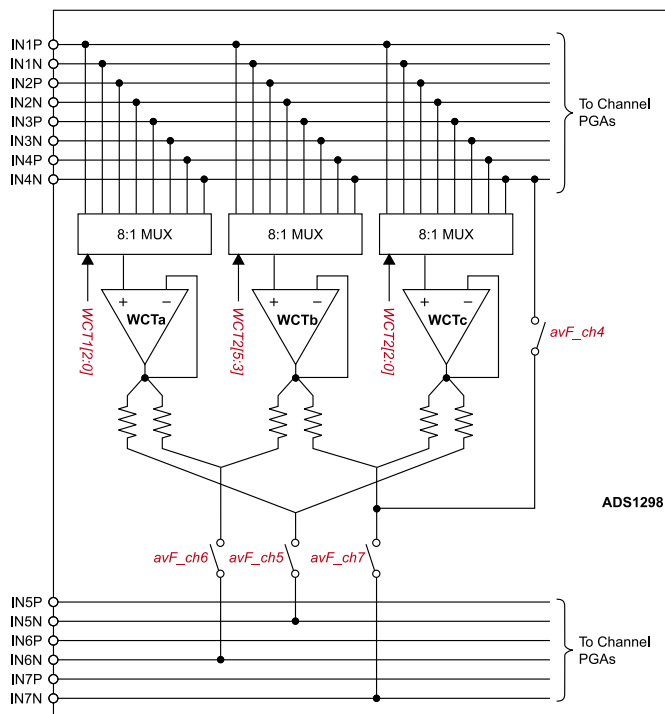 IN1P
IN1N
IN2P
IN2N
IN3P
IN3N
IN4P
IN4N
To Channel
PGAs
8:1 MUX
8:1 MUX
8:1 MUX
+ −
+ −
+ −
WCTa
WCTb
WCTc
WCT1[2:0]
WCT2[5:3]
WCT2[2:0]
avF_ch4
ADS1298
avF_ch6
avF_ch5
avF_ch7
IN5P
IN5N
IN6P
IN6N
IN7P
IN7N
To Channel
PGAs